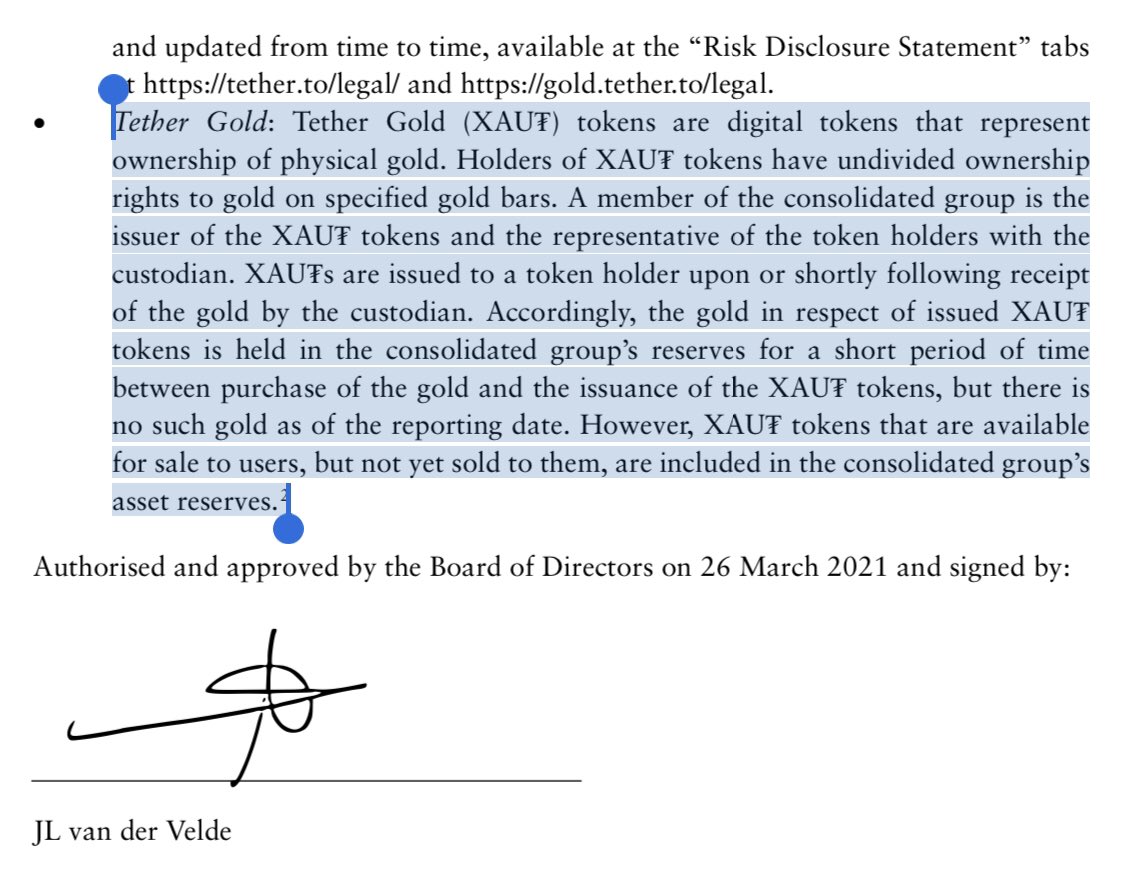 and updated from time to time, available at the “Risk Disclosure Statement” tabs
t https://tether.to/legal/ and https://gold.tether.to/legal.
• Tether Gold: Tether Gold (XAU₮) tokens are digital tokens that represent
ownership of physical gold. Holders of XAU₮ tokens have undivided ownership
rights to gold on specified gold bars. A member of the consolidated group is the
issuer of the XAU₮ tokens and the representative of the token holders with the
custodian. XAU₮s are issued to a token holder upon or shortly following receipt
of the gold by the custodian. Accordingly, the gold in respect of issued XAU₮
tokens is held in the consolidated group’s reserves for a short period of time
between purchase of the gold and the issuance of the XAU₮ tokens, but there is
no such gold as of the reporting date. However, XAU₮ tokens that are available
for sale to users, but not yet sold to them, are included in the consolidated group’s
asset reserves.²
Authorised and approved by the Board of Directors on 26 March 2021 and signed by:
JL van der Velde